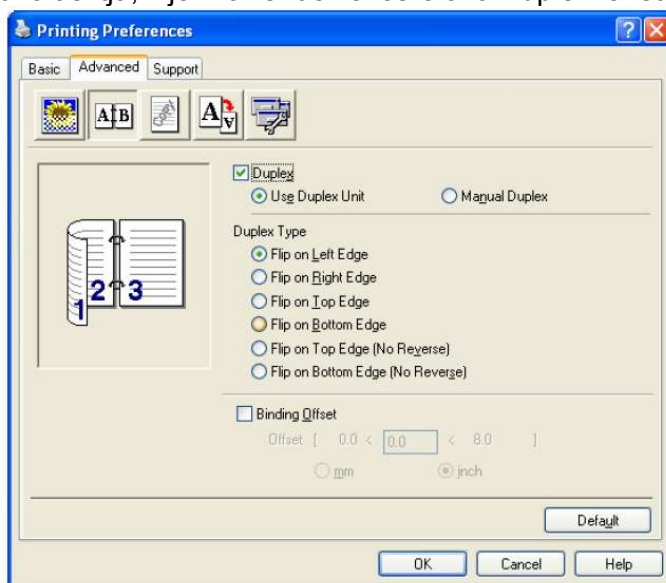 Printing Preferences
Basic Advanced Support
A B A A
Duplex
Use Duplex Unit Manual Duplex
Duplex Type
Flip on Left Edge
Flip on Right Edge
Flip on Top Edge
Flip on Bottom Edge
Flip on Top Edge (No Reverse)
Flip on Bottom Edge (No Reverse)
1 2 3
Binding Offset
Offset [ 0.0 < 0.0 < 8.0 ]
mm inch
Default
OK Cancel Help